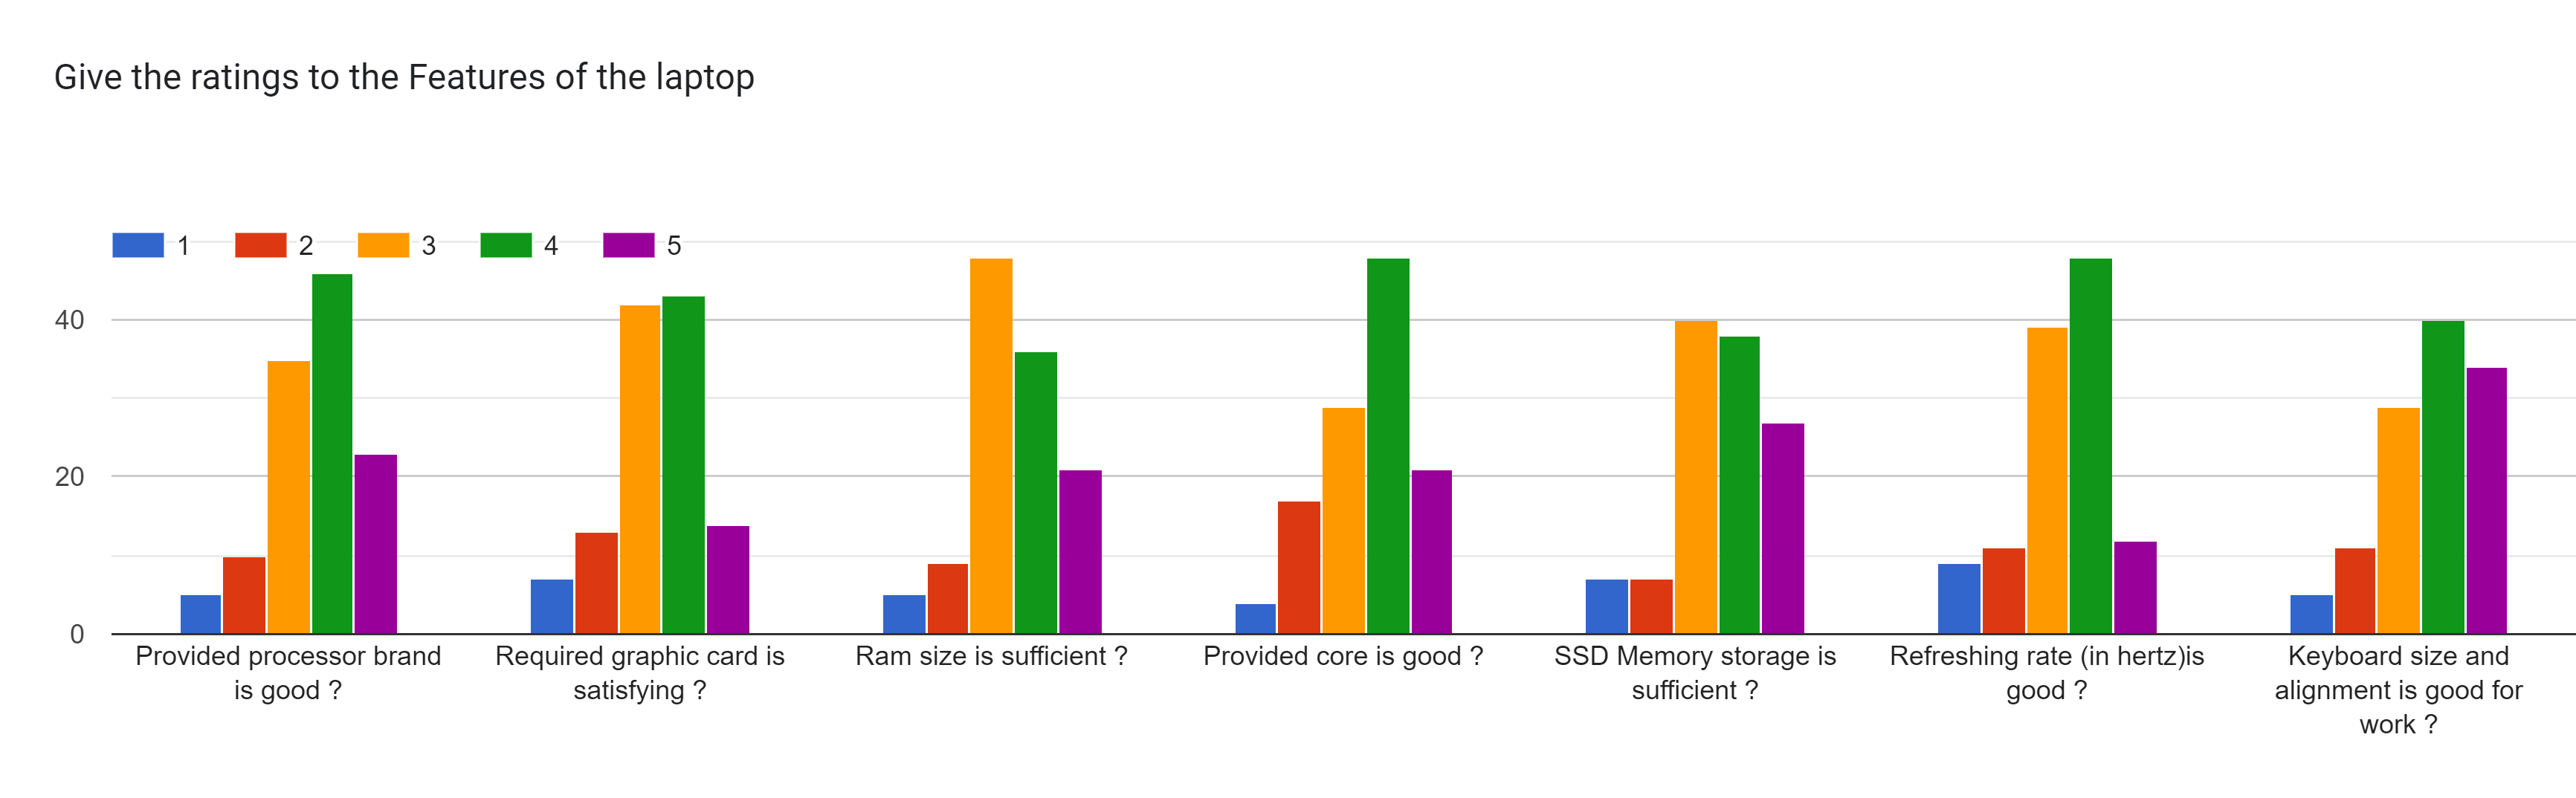 Give the ratings to the Features of the laptop
1 2 3 4 5
40
20
0
Provided processor brand
is good ?
Required graphic card is
satisfying ?
Ram size is sufficient ?
Provided core is good ?
SSD Memory storage is
sufficient ?
Refreshing rate (in hertz)is
good ?
Keyboard size and
alignment is good for
work ?